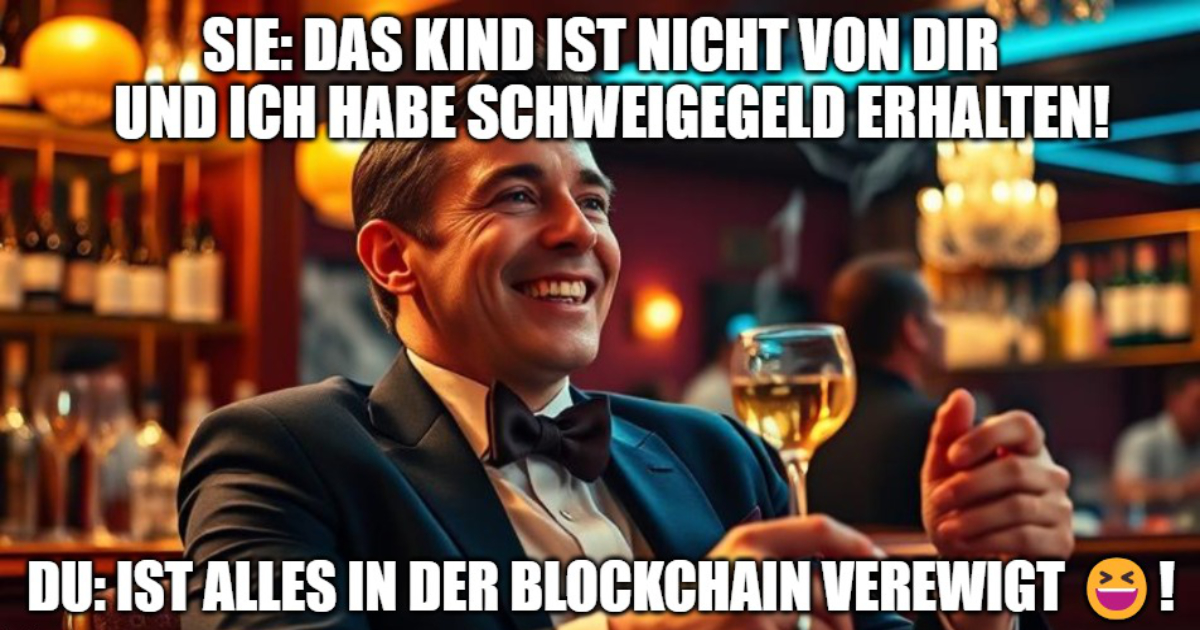 SIE: DAS KIND IST NICHT VON DIR
UND ICH HABE SCHWEIGEGELD ERHALTEN!
DU: IST ALLES IN DER BLOCKCHAIN VEREWIGT 😆!